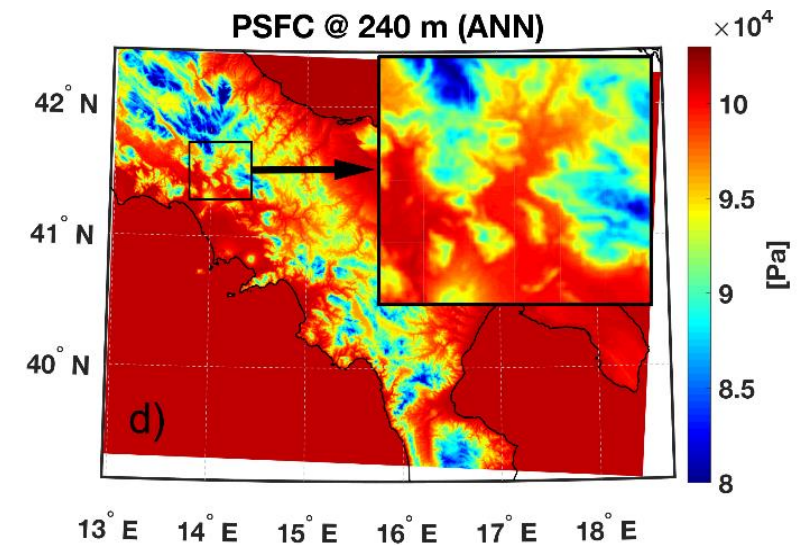 PSFC @ 240 m (ANN)
×10⁴
42° N
41° N
40° N
d)
10
9.5
9
8.5
8
[Pa]
13° E 14° E 15° E 16° E 17° E 18° E